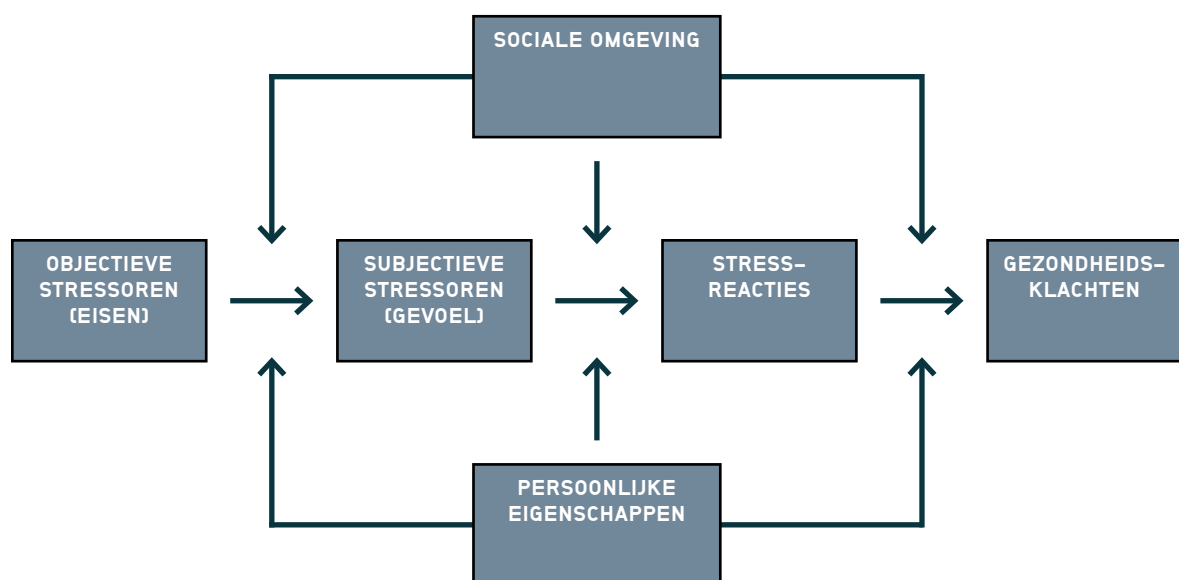 SOCIALE OMGEVING
OBJECTIEVE
STRESSOREN
(EISEN)
SUBJECTIEVE
STRESSOREN
(GEVOEL)
STRESS–
REACTIES
GEZONDHEIDS–
KLACHTEN
PERSOONLIJKE
EIGENSCHAPPEN